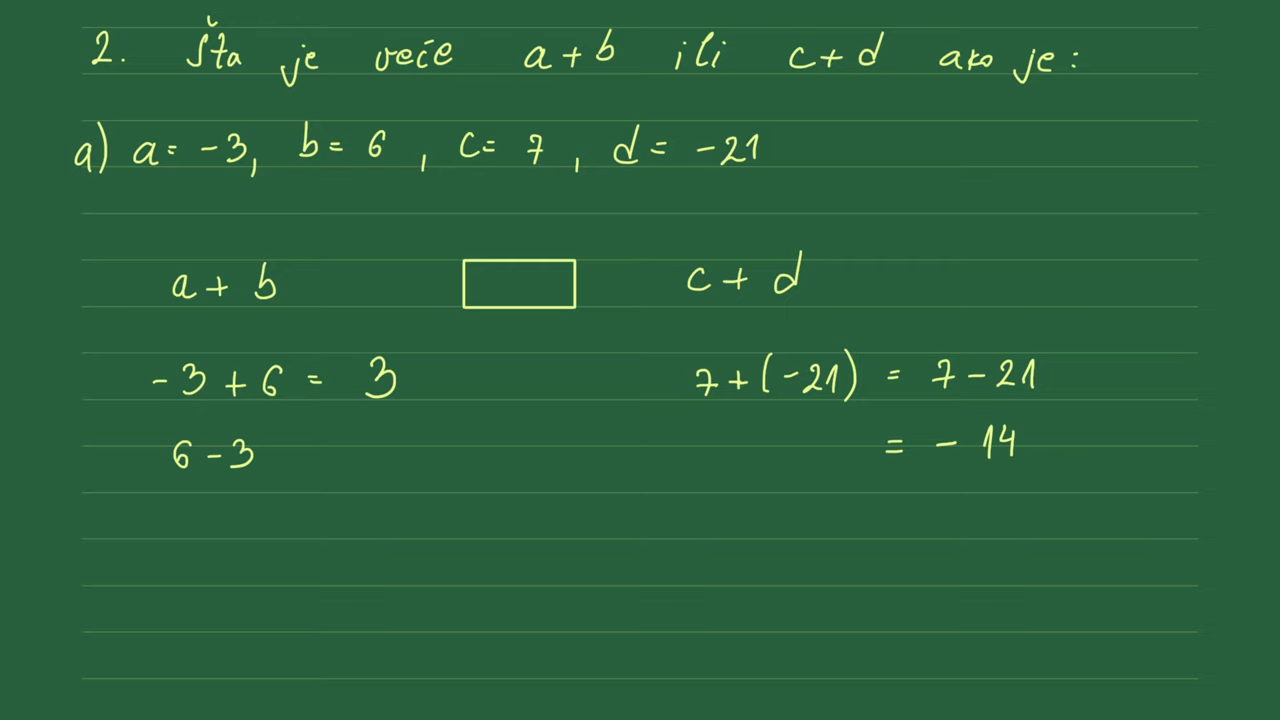 2. Šta je veće a+b ili c+d ako je:
a) a= -3, b= 6, c= 7, d= -21
a+b c+d
-3+6 = 3 7+(-21) = 7-21
6-3 = -14